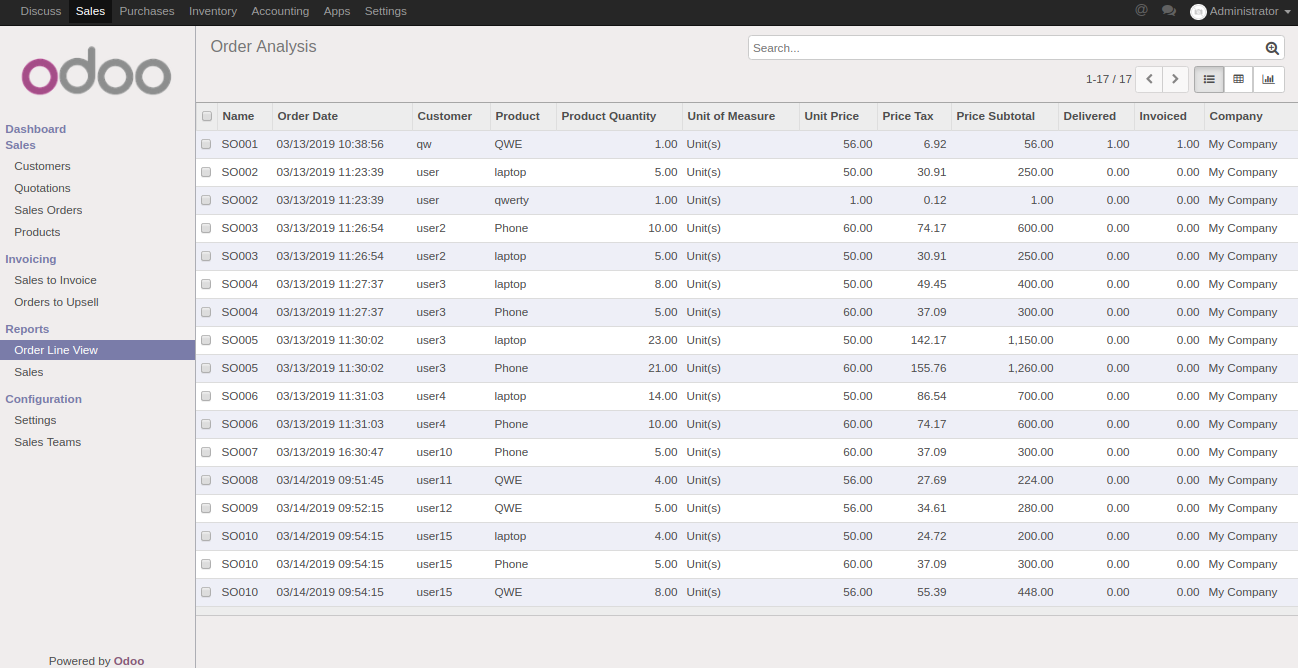 Discuss Sales Purchases Inventory Accounting Apps Settings @ Administrator
odoo
Dashboard
Sales
Customers
Quotations
Sales Orders
Products
Invoicing
Sales to Invoice
Orders to Upsell
Reports
Order Line View
Sales
Configuration
Settings
Sales Teams
Powered by Odoo
Order Analysis
Search...
1-17 / 17
Name Order Date Customer Product Product Quantity Unit of Measure Unit Price Price Tax Price Subtotal Delivered Invoiced Company
SO001 03/13/2019 10:38:56 qw QWE 1.00 Unit(s) 56.00 6.92 56.00 1.00 1.00 My Company
SO002 03/13/2019 11:23:39 user laptop 5.00 Unit(s) 50.00 30.91 250.00 0.00 0.00 My Company
SO002 03/13/2019 11:23:39 user qwerty 1.00 Unit(s) 1.00 0.12 1.00 0.00 0.00 My Company
SO003 03/13/2019 11:26:54 user2 Phone 10.00 Unit(s) 60.00 74.17 600.00 0.00 0.00 My Company
SO003 03/13/2019 11:26:54 user2 laptop 5.00 Unit(s) 50.00 30.91 250.00 0.00 0.00 My Company
SO004 03/13/2019 11:27:37 user3 laptop 8.00 Unit(s) 50.00 49.45 400.00 0.00 0.00 My Company
SO004 03/13/2019 11:27:37 user3 Phone 5.00 Unit(s) 60.00 37.09 300.00 0.00 0.00 My Company
SO005 03/13/2019 11:30:02 user3 laptop 23.00 Unit(s) 50.00 142.17 1,150.00 0.00 0.00 My Company
SO005 03/13/2019 11:30:02 user3 Phone 21.00 Unit(s) 60.00 155.76 1,260.00 0.00 0.00 My Company
SO006 03/13/2019 11:31:03 user4 laptop 14.00 Unit(s) 50.00 86.54 700.00 0.00 0.00 My Company
SO006 03/13/2019 11:31:03 user4 Phone 10.00 Unit(s) 60.00 74.17 600.00 0.00 0.00 My Company
SO007 03/13/2019 16:30:47 user10 Phone 5.00 Unit(s) 60.00 37.09 300.00 0.00 0.00 My Company
SO008 03/14/2019 09:51:45 user11 QWE 4.00 Unit(s) 56.00 27.69 224.00 0.00 0.00 My Company
SO009 03/14/2019 09:52:15 user12 QWE 5.00 Unit(s) 56.00 34.61 280.00 0.00 0.00 My Company
SO010 03/14/2019 09:54:15 user15 laptop 4.00 Unit(s) 50.00 24.72 200.00 0.00 0.00 My Company
SO010 03/14/2019 09:54:15 user15 Phone 5.00 Unit(s) 60.00 37.09 300.00 0.00 0.00 My Company
SO010 03/14/2019 09:54:15 user15 QWE 8.00 Unit(s) 56.00 55.39 448.00 0.00 0.00 My Company